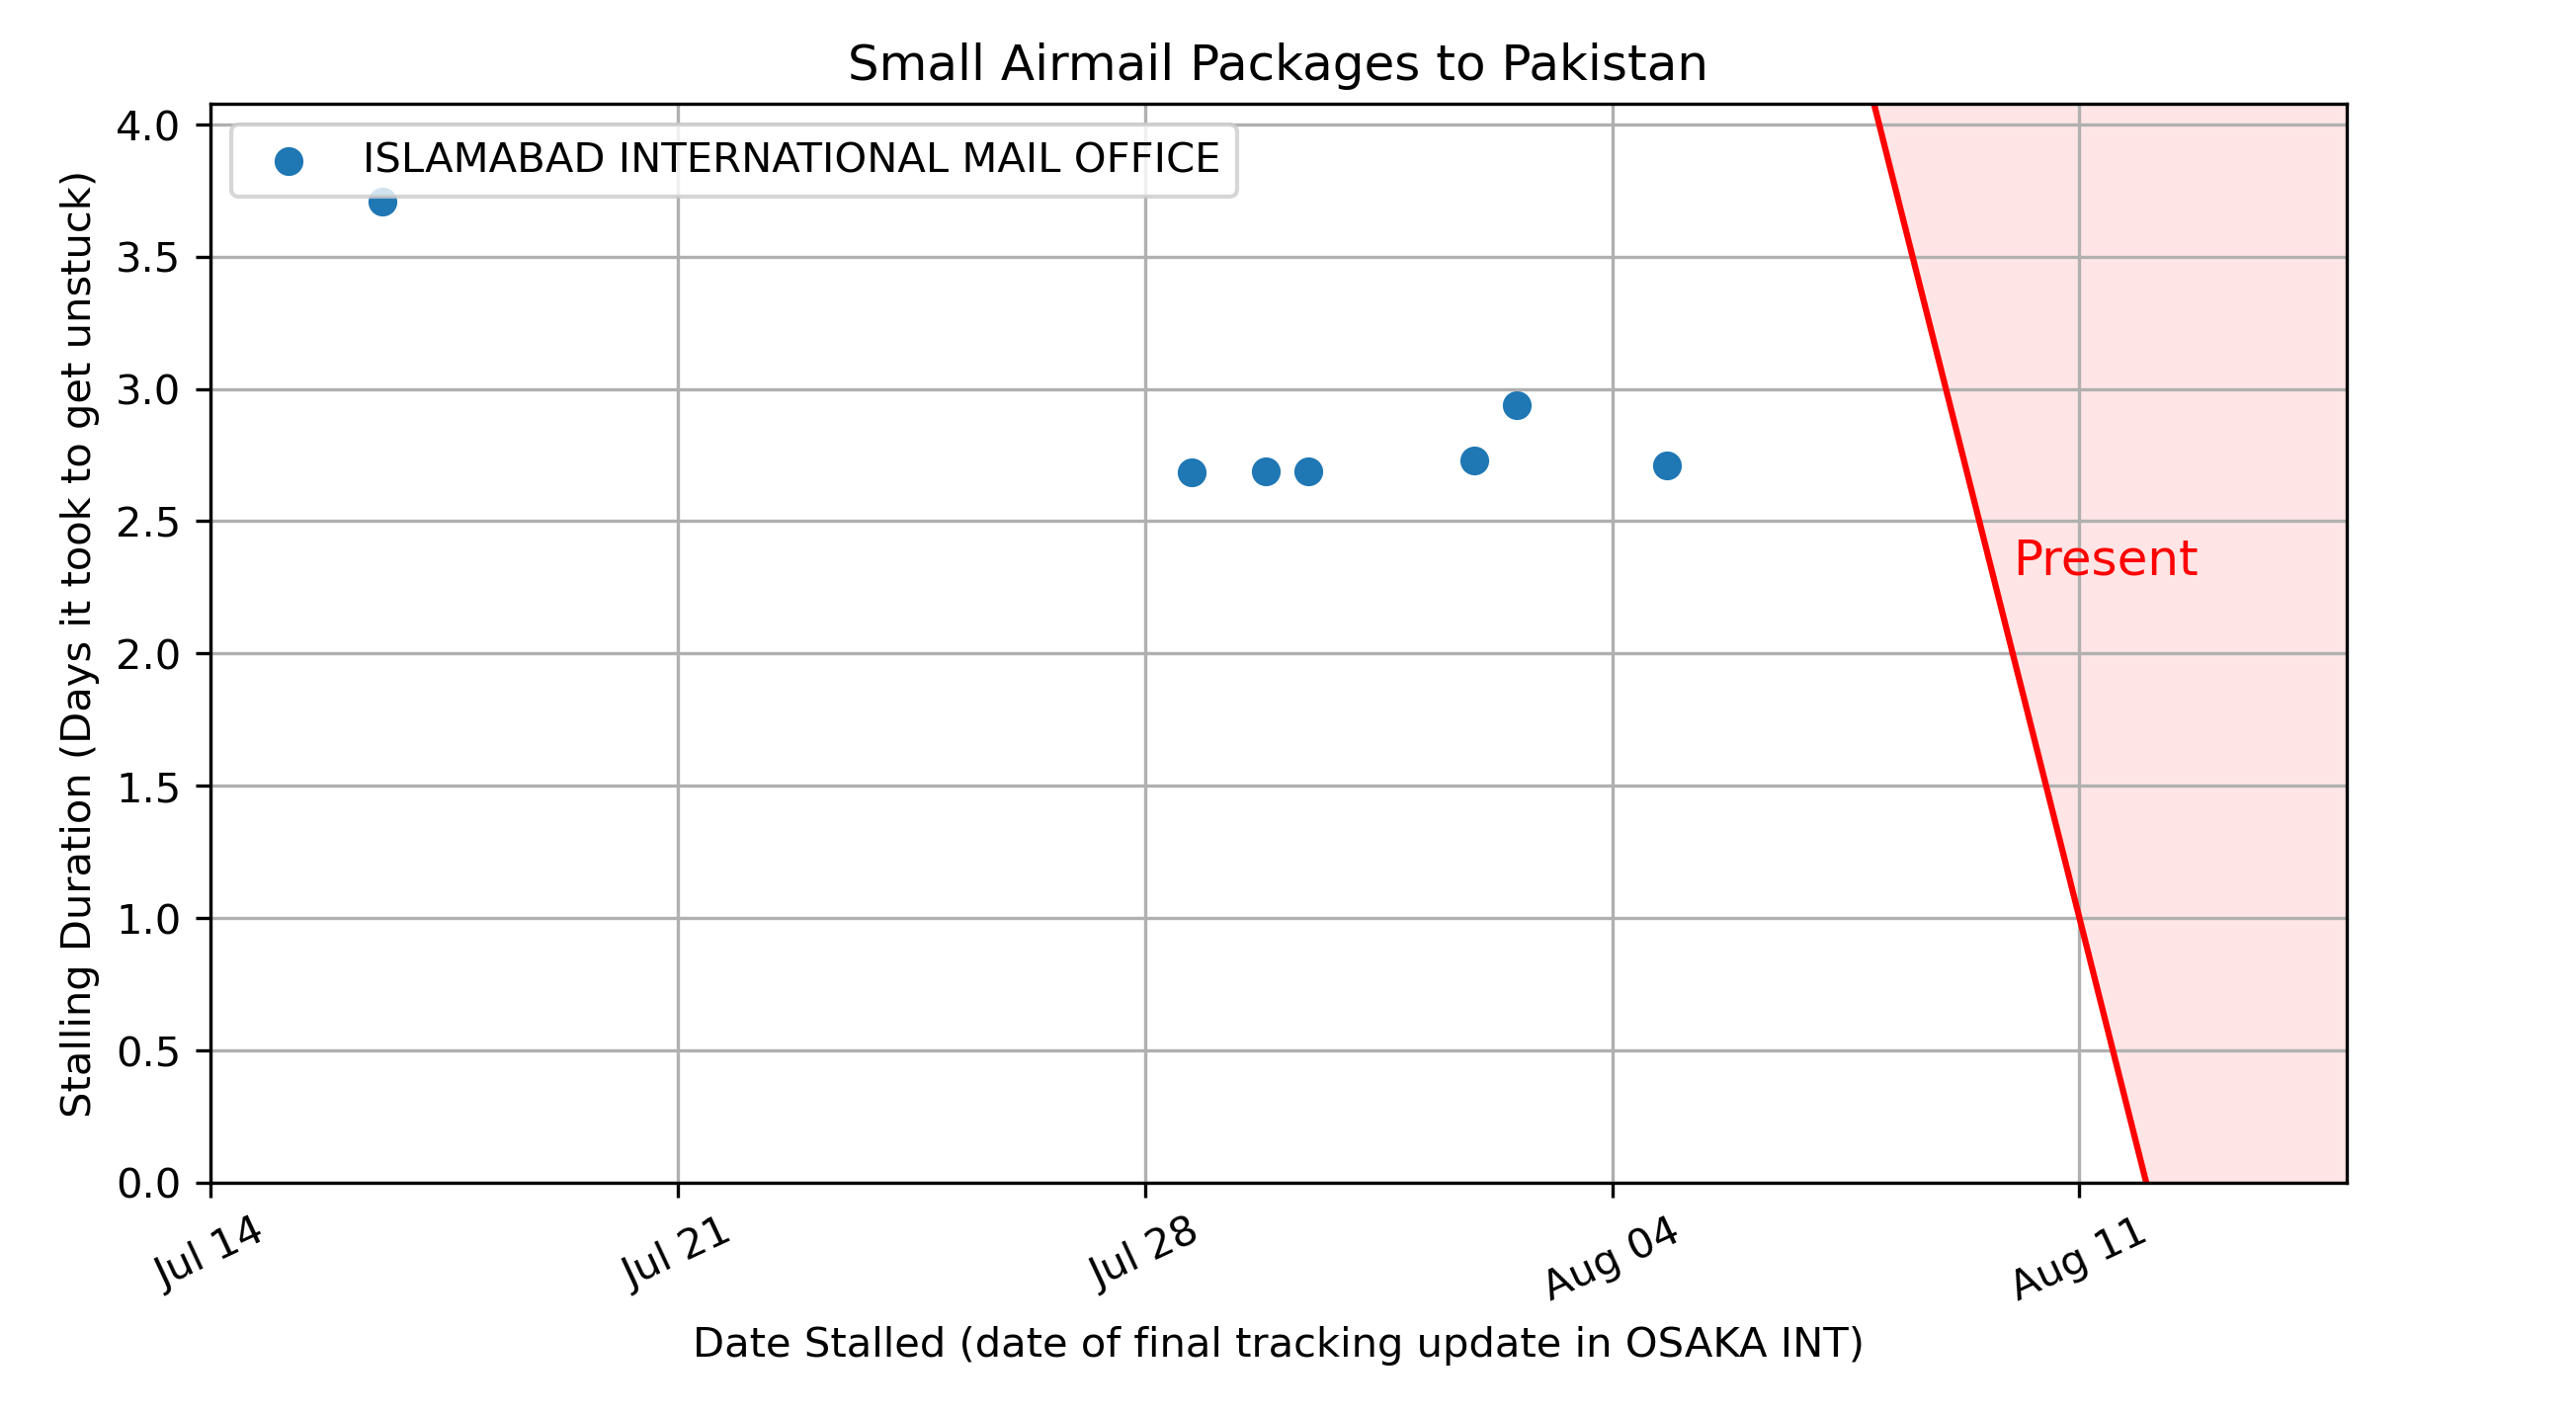 Small Airmail Packages to Pakistan
ISLAMABAD INTERNATIONAL MAIL OFFICE
Stalling Duration (Days it took to get unstuck)
4.0
3.5
3.0
2.5
2.0
1.5
1.0
0.5
0.0
Present
Jul 14
Jul 21
Jul 28
Aug 04
Aug 11
Date Stalled (date of final tracking update in OSAKA INT)